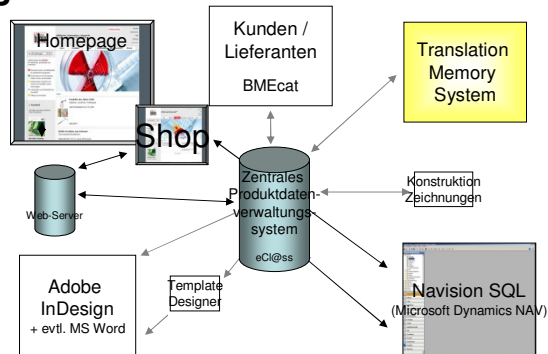 Homepage
Kunden /
Lieferanten
BMEcat
Translation
Memory
System
Shop
Zentrales
Produktdaten-
verwaltungs-
system
eCl@ss
Konstruktion
Zeichnungen
Web-Server
Adobe
InDesign
+ evtl. MS Word
Template
Designer
Navision SQL
(Microsoft Dynamics NAV)